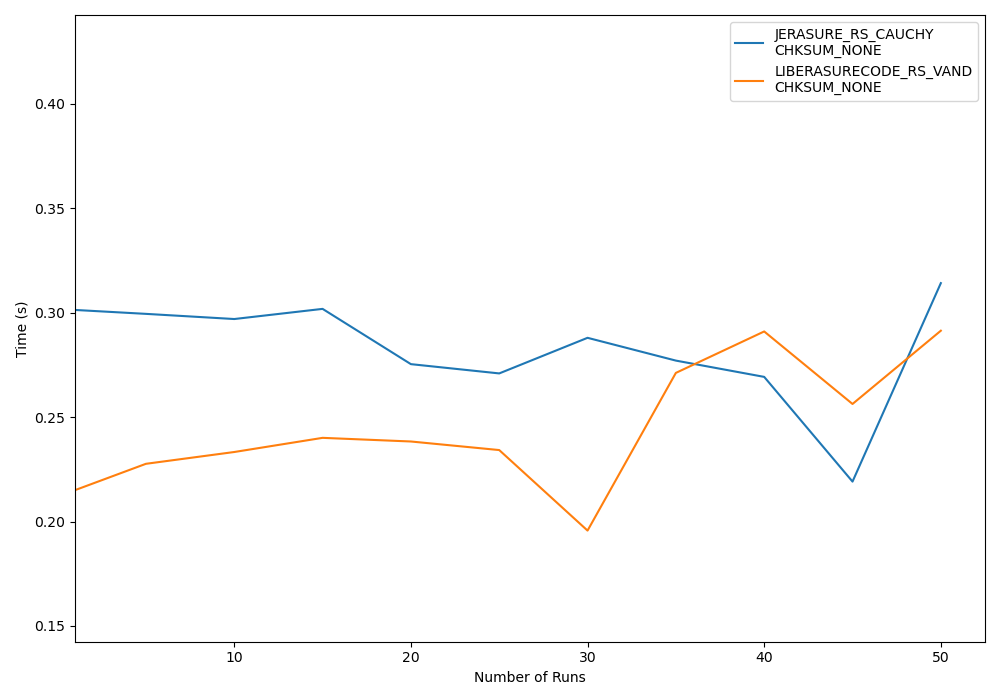 JERASURE_RS_CAUCHY
CHKSUM_NONE
LIBERASURECODE_RS_VAND
CHKSUM_NONE
0.40
0.35
0.30
0.25
0.20
0.15
Time (s)
10 20 30 40 50
Number of Runs